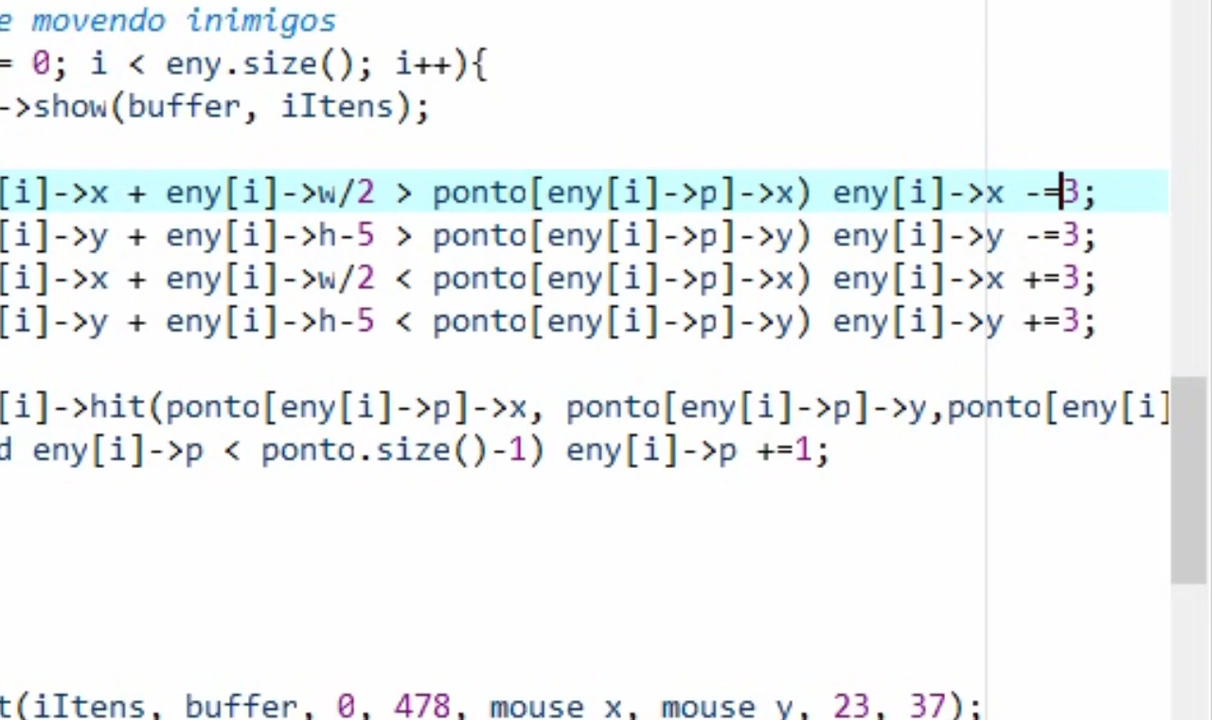 e movendo inimigos
= 0; i < eny.size(); i++){
->show(buffer, iItens);
[i]->x + eny[i]->w/2 > ponto[eny[i]->p]->x) eny[i]->x -=3;
[i]->y + eny[i]->h-5 > ponto[eny[i]->p]->y) eny[i]->y -=3;
[i]->x + eny[i]->w/2 < ponto[eny[i]->p]->x) eny[i]->x +=3;
[i]->y + eny[i]->h-5 < ponto[eny[i]->p]->y) eny[i]->y +=3;
[i]->hit(ponto[eny[i]->p]->x, ponto[eny[i]->p]->y,ponto[eny[i]
d eny[i]->p < ponto.size()-1) eny[i]->p +=1;
t(iItens, buffer, 0, 478, mouse_x, mouse_y, 23, 37);